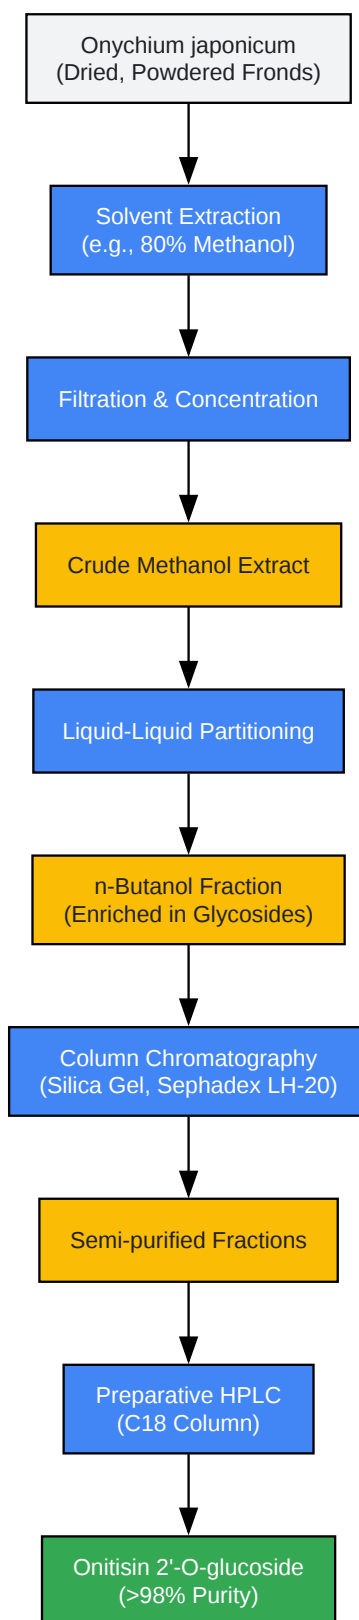 Onychium japonicum
(Dried, Powdered Fronds)
Solvent Extraction
(e.g., 80% Methanol)
Filtration & Concentration
Crude Methanol Extract
Liquid-Liquid Partitioning
n-Butanol Fraction
(Enriched in Glycosides)
Column Chromatography
(Silica Gel, Sephadex LH-20)
Semi-purified Fractions
Preparative HPLC
(C18 Column)
Onitisin 2'-O-glucoside
(>98% Purity)